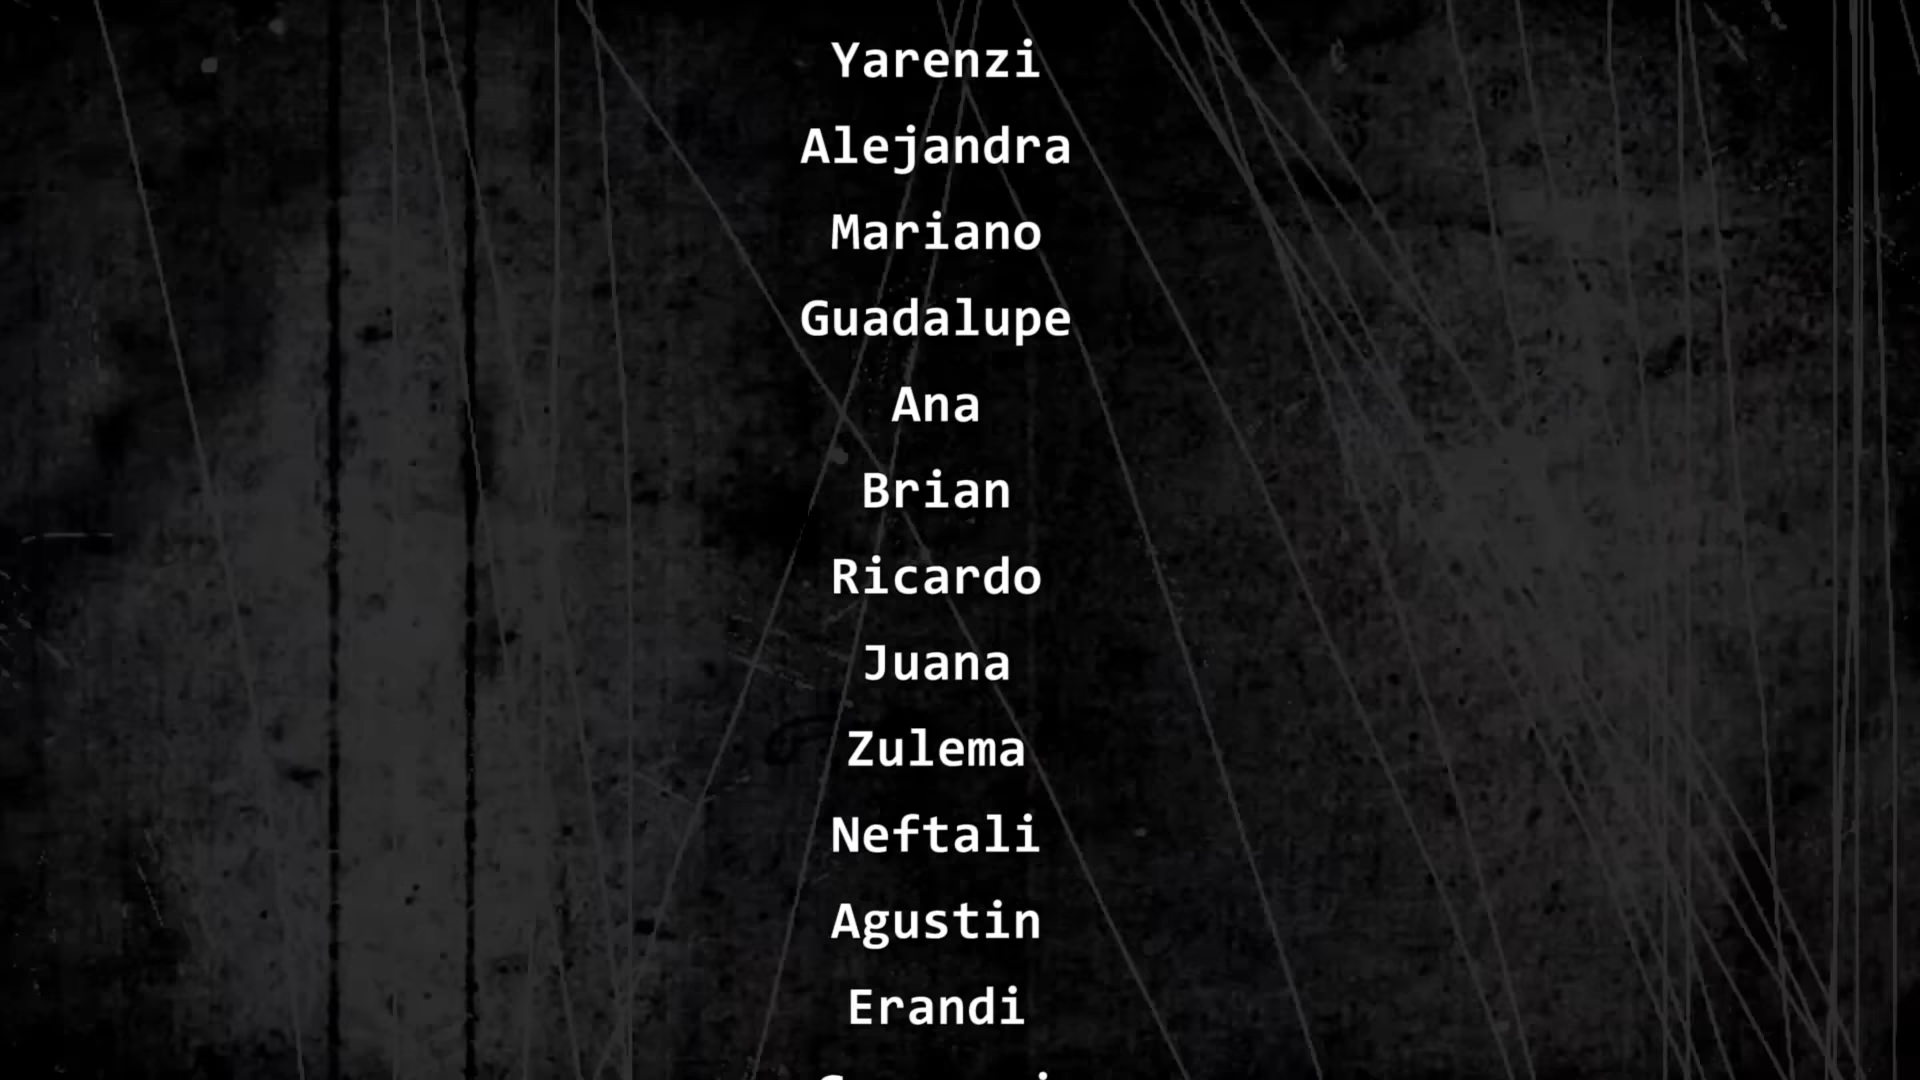 Yarenzi
Alejandra
Mariano
Guadalupe
Ana
Brian
Ricardo
Juana
Zulema
Neftali
Agustin
Erandi